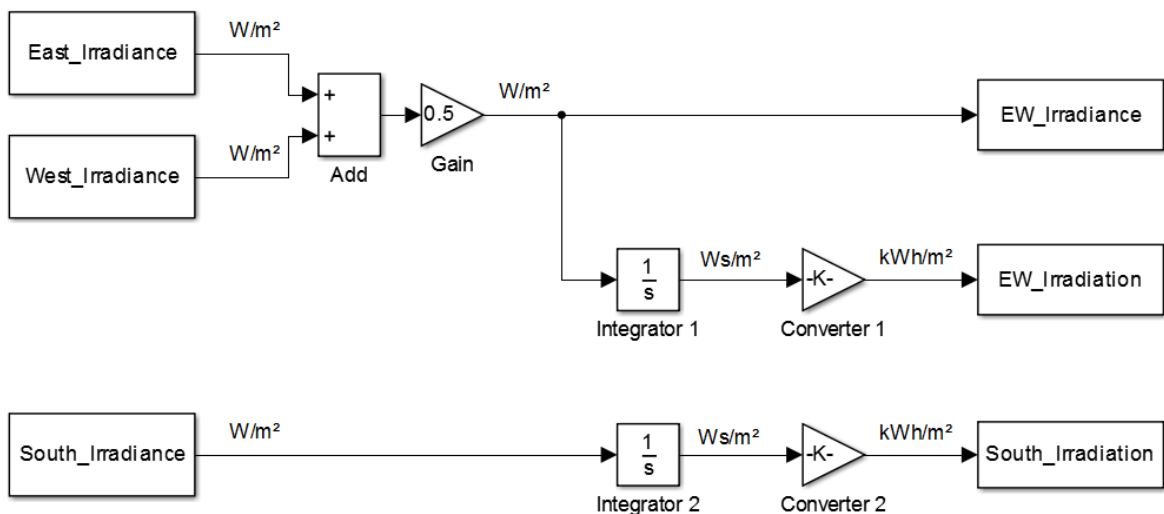 East_Irradiance
W/m²
+
+
Add
0.5
Gain
W/m²
EW_Irradiance
West_Irradiance
W/m²
1
s
Integrator 1
Ws/m²
-K-
Converter 1
kWh/m²
EW_Irradiation
South_Irradiance
W/m²
1
s
Integrator 2
Ws/m²
-K-
Converter 2
kWh/m²
South_Irradiation